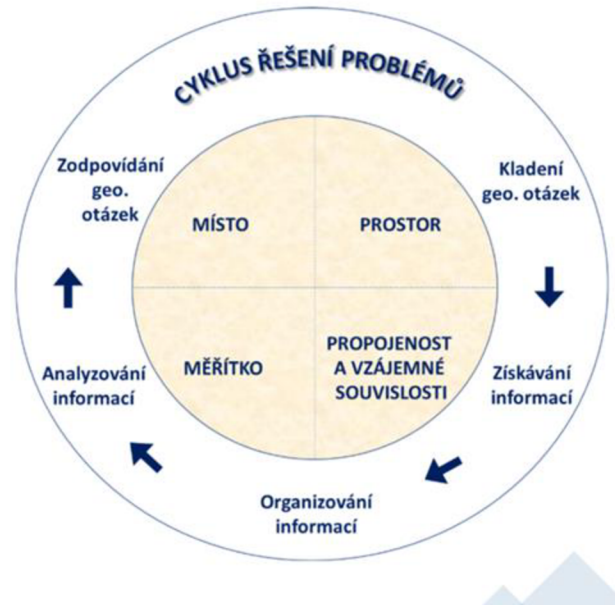 CYKLUS ŘEŠENÍ PROBLÉMŮ
Kladení
geo. otázek
Získávání
informací
Organizování
informací
Analyzování
informací
Zodpovídání
geo.
otázek
MÍSTO
PROSTOR
MĚŘÍTKO
PROPOJENOST
A VZÁJEMNÉ
SOUVISLOSTI